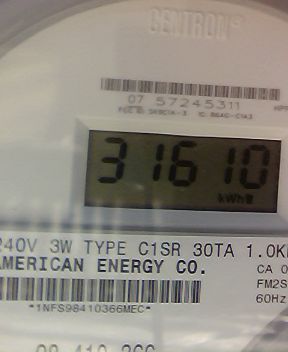 CENTRON®
07 57245311
31610
kWh
240V 3W TYPE C1SR 30TA 1.0K
AMERICAN ENERGY CO.
CA 0
FM2S
60Hz
*1NFS98410366MEC*